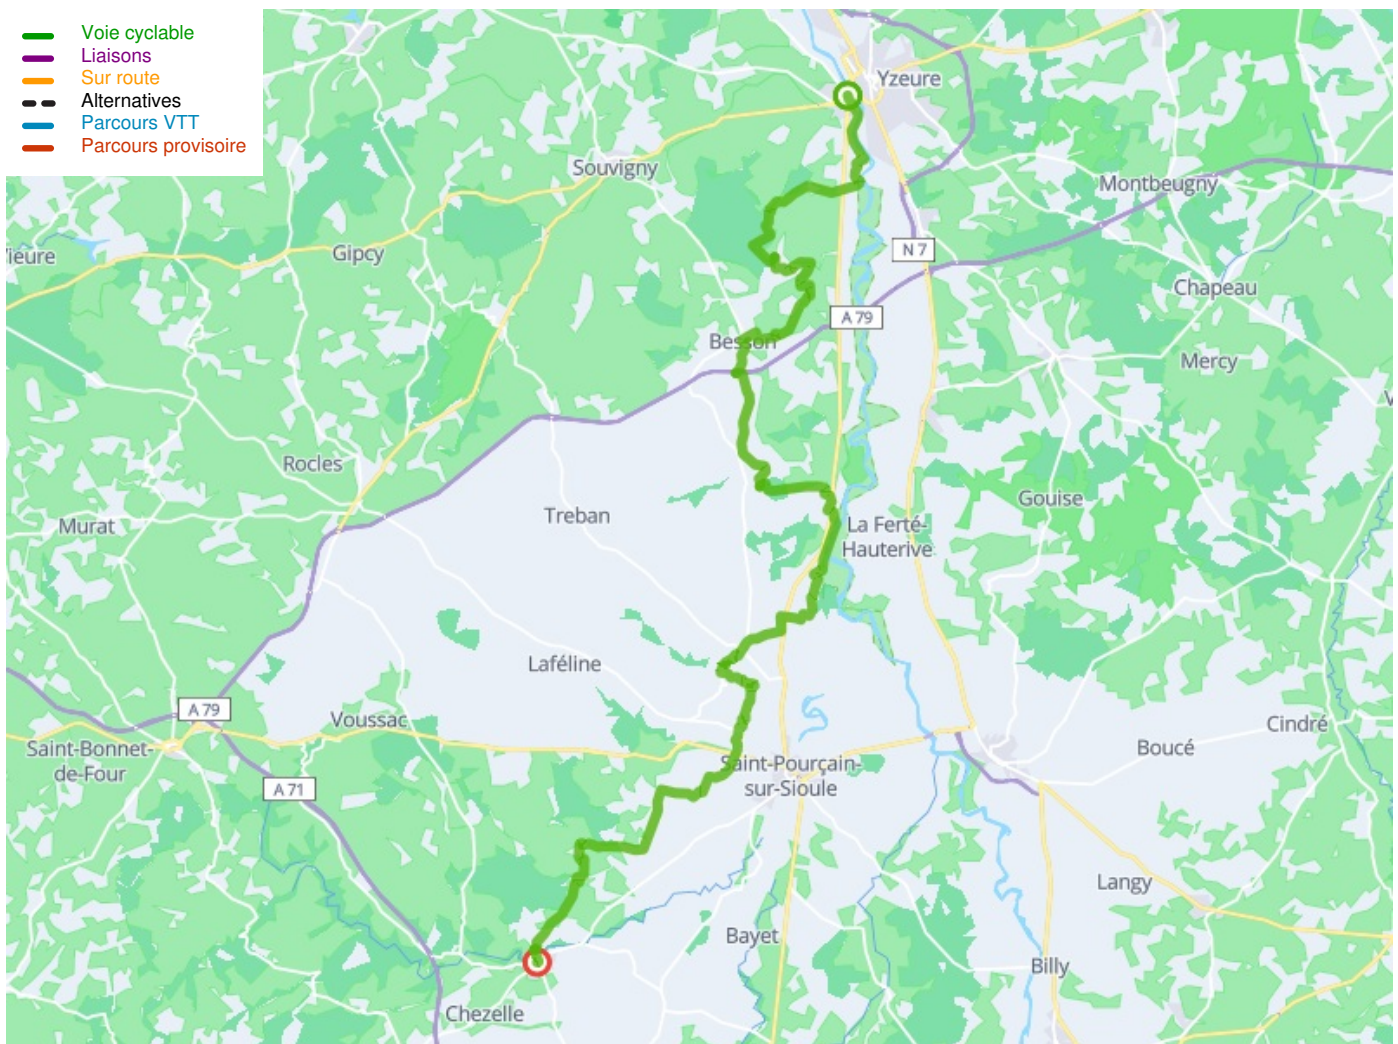 Voie cyclable
Liaisons
Sur route
Alternatives
Parcours VTT
Parcours provisoire
Yzeure
Souvigny
Montbeugny
Gipcy
N 7
Chapeau
A 79
Besson
Mercy
Rocles
Murat
Treban
Gouise
La Ferté-
Hauterive
Laféline
A 79
Voussac
Cindré
Saint-Bonnet-
de-Four
Boucé
Saint-Pourçain-
sur-Sioule
A 71
Langy
Bayet
Billy
Chezelle